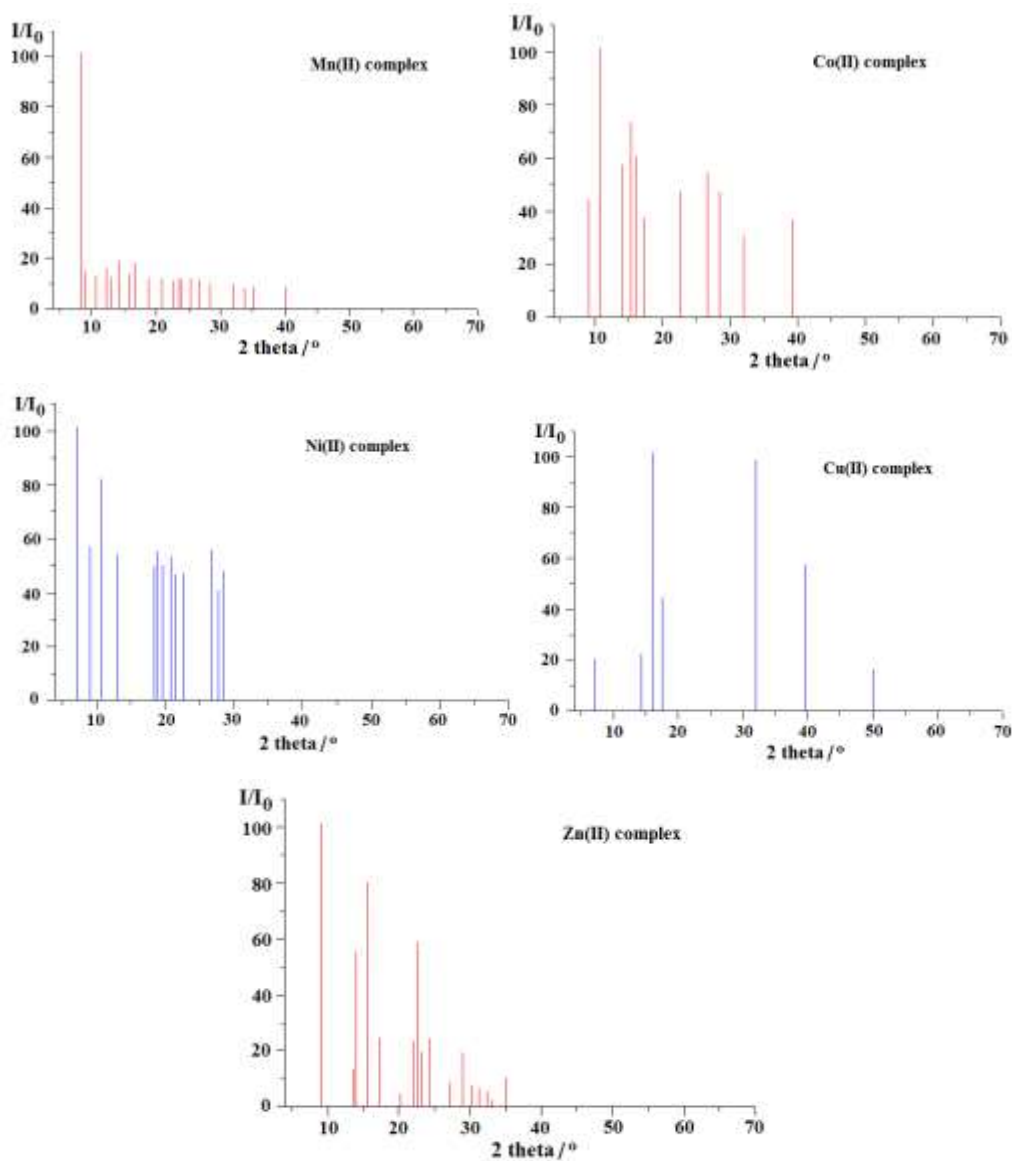 I/I0
Mn(II) complex
100
80
60
40
20
0
10 20 30 40 50 60 70
2 theta / °
I/I0
Co(II) complex
100
80
60
40
20
0
10 20 30 40 50 60 70
2 theta / °
I/I0
Ni(II) complex
100
80
60
40
20
0
10 20 30 40 50 60 70
2 theta / °
I/I0
Cu(II) complex
100
80
60
40
20
0
10 20 30 40 50 60 70
2 theta / °
I/I0
Zn(II) complex
100
80
60
40
20
0
10 20 30 40 50 60 70
2 theta / °